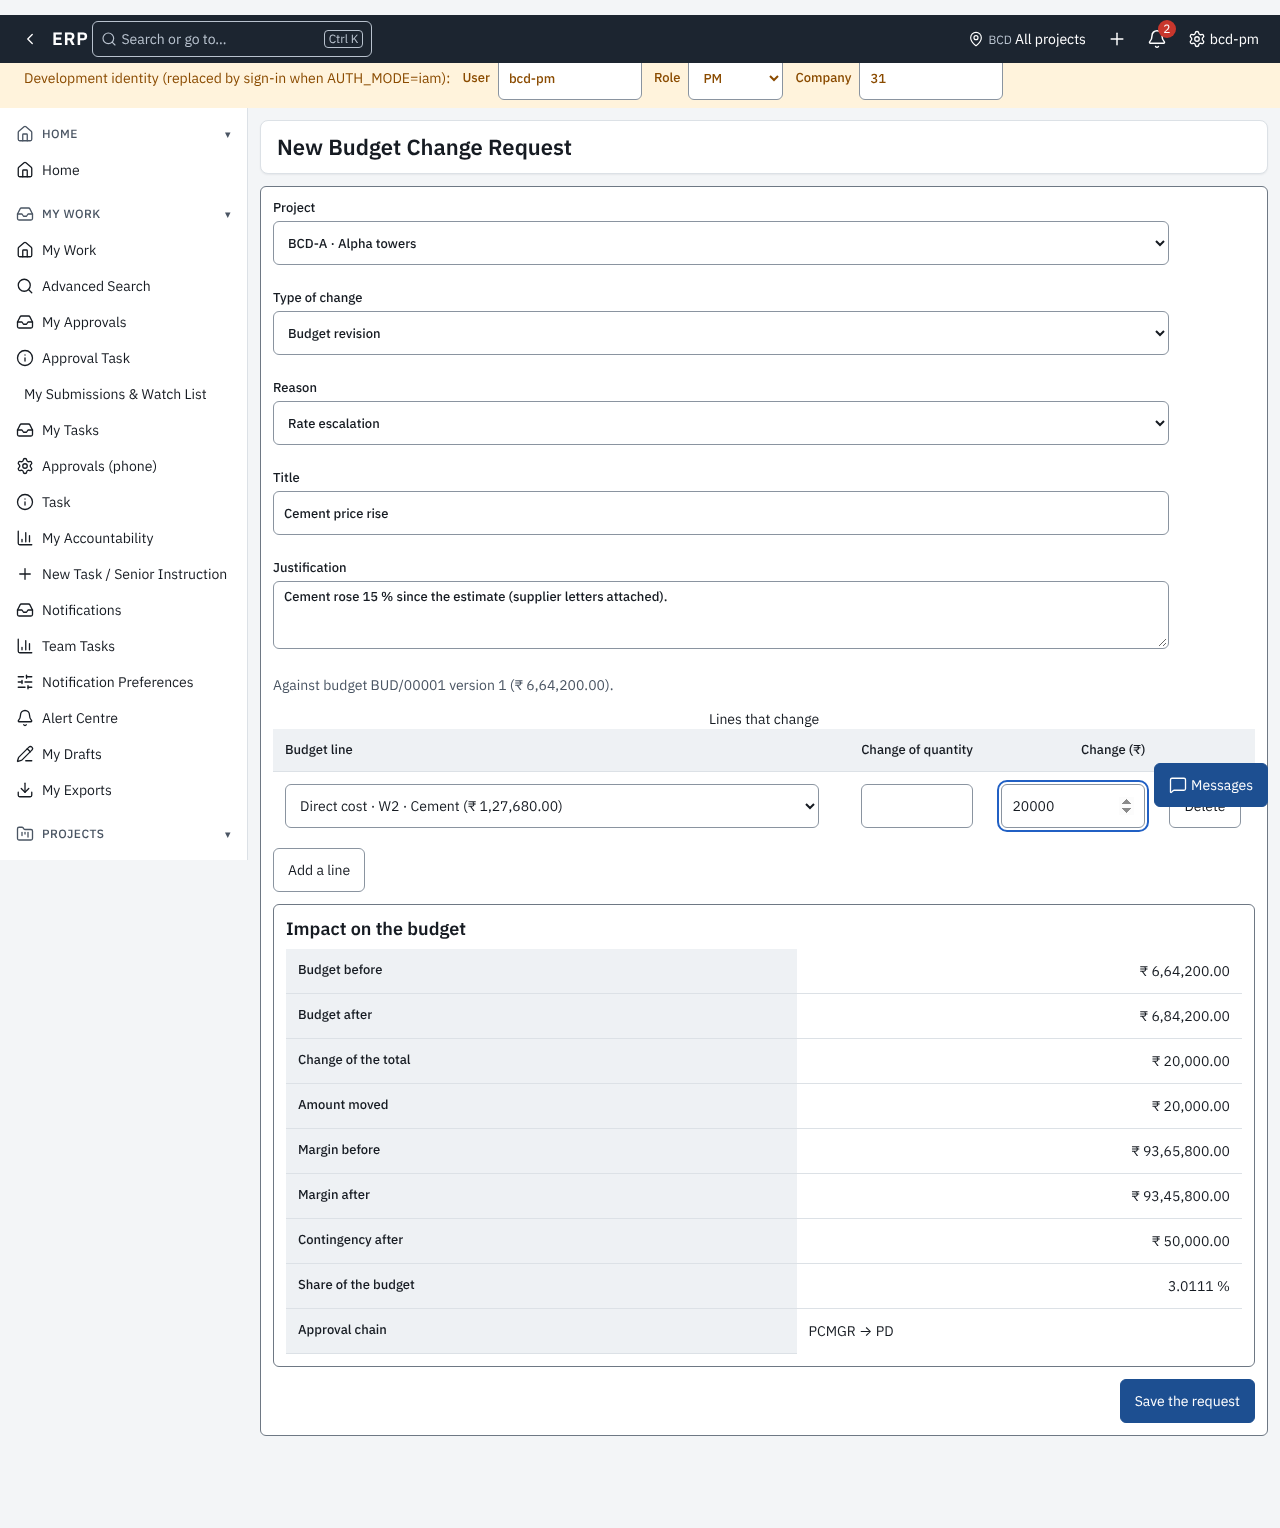 ERP
Search or go to...
Ctrl K
BCD All projects
2
bcd-pm
Development identity (replaced by sign-in when AUTH_MODE=iam):
User
bcd-pm
Role
PM
Company
31
HOME
Home
MY WORK
My Work
Advanced Search
My Approvals
Approval Task
My Submissions & Watch List
My Tasks
Approvals (phone)
Task
My Accountability
New Task / Senior Instruction
Notifications
Team Tasks
Notification Preferences
Alert Centre
My Drafts
My Exports
PROJECTS
New Budget Change Request
Project
BCD-A · Alpha towers
Type of change
Budget revision
Reason
Rate escalation
Title
Cement price rise
Justification
Cement rose 15 % since the estimate (supplier letters attached).
Against budget BUD/00001 version 1 (₹ 6,64,200.00).
Lines that change
Budget line Change of quantity Change (₹)
Direct cost · W2 · Cement (₹ 1,27,680.00)
20000
Messages
Delete
Add a line
Impact on the budget
Budget before ₹ 6,64,200.00
Budget after ₹ 6,84,200.00
Change of the total ₹ 20,000.00
Amount moved ₹ 20,000.00
Margin before ₹ 93,65,800.00
Margin after ₹ 93,45,800.00
Contingency after ₹ 50,000.00
Share of the budget 3.0111 %
Approval chain PCMGR → PD
Save the request